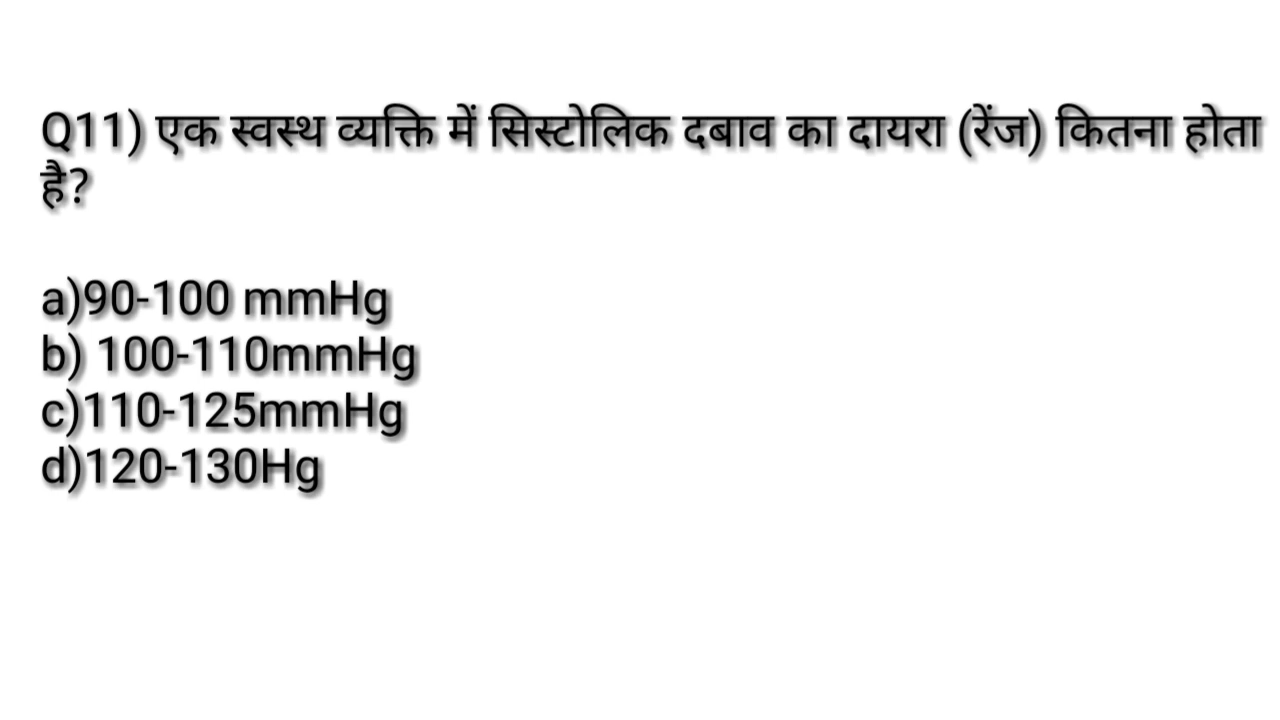 Q11) एक स्वस्थ व्यक्ति में सिस्टोलिक दबाव का दायरा (रेंज) कितना होता
है?
a)90-100 mmHg
b) 100-110mmHg
c)110-125mmHg
d)120-130Hg